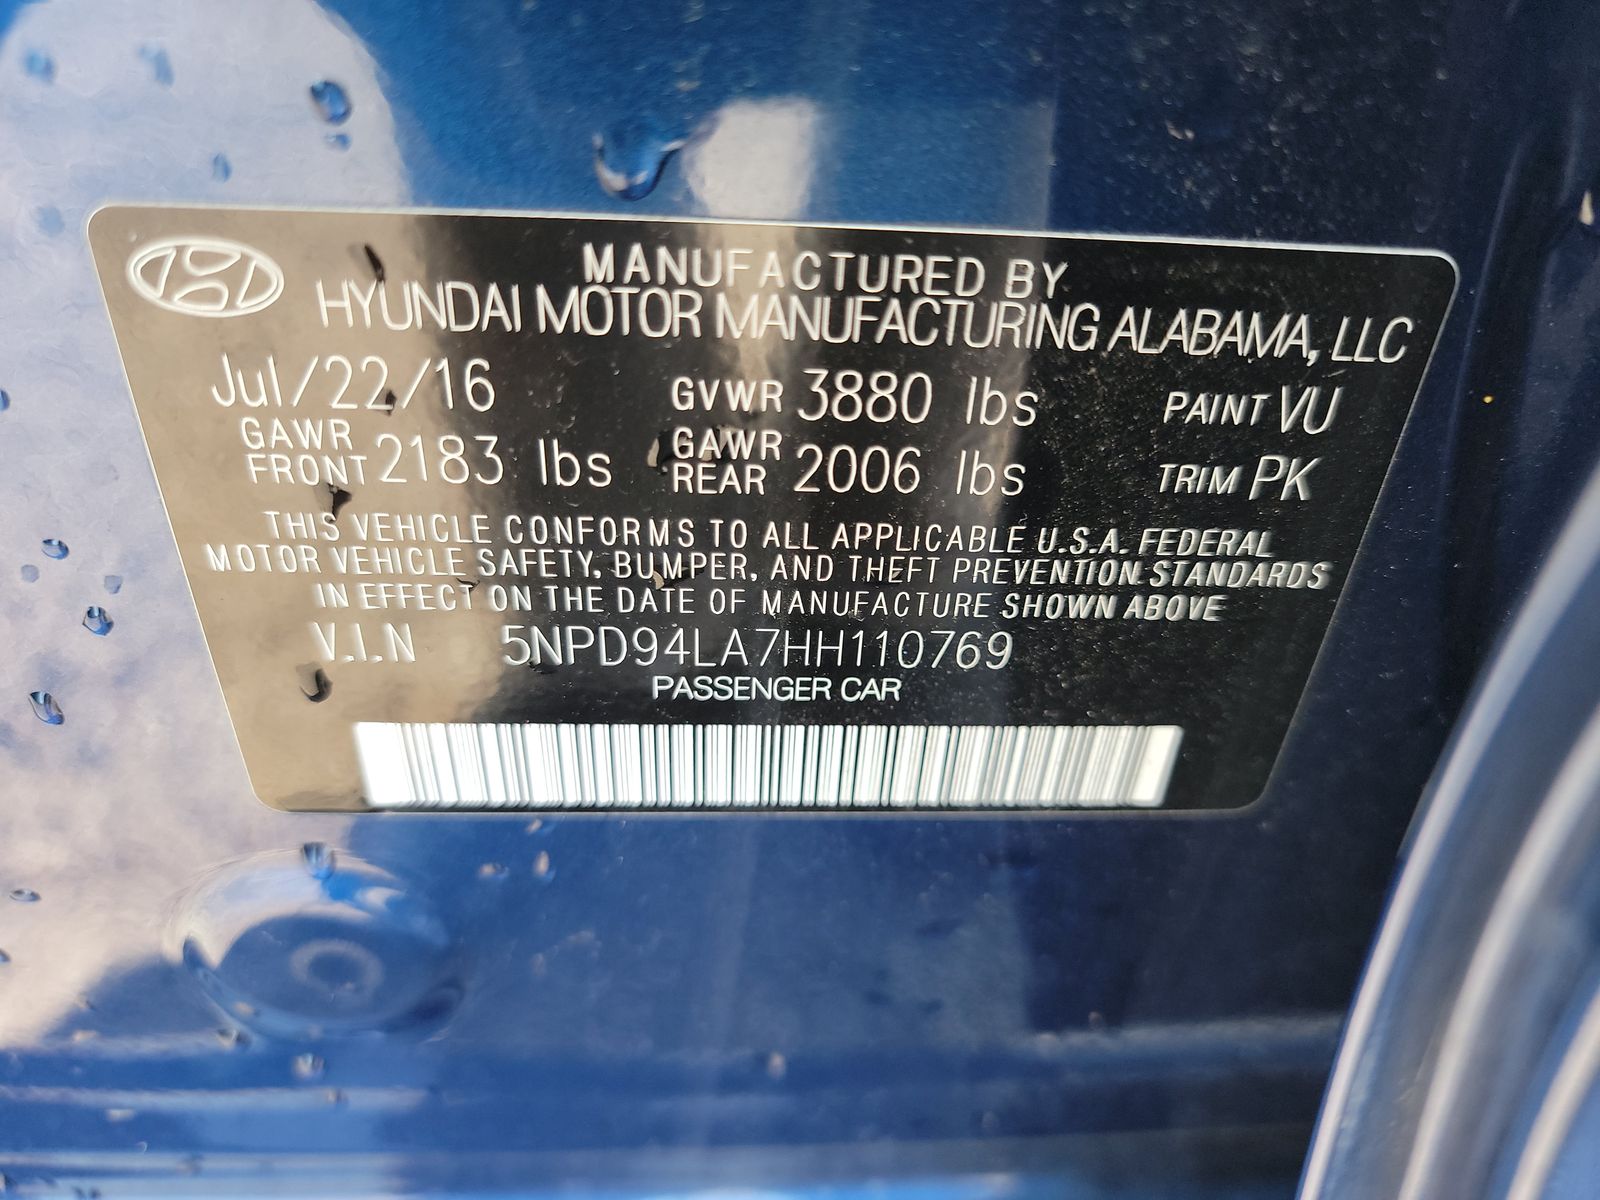 MANUFACTURED BY
HYUNDAI MOTOR MANUFACTURING ALABAMA, LLC
Jul/22/16 GVWR 3880 lbs PAINT VU
GAWR FRONT 2183 lbs GAWR REAR 2006 lbs TRIM PK
THIS VEHICLE CONFORMS TO ALL APPLICABLE U.S.A. FEDERAL
MOTOR VEHICLE SAFETY, BUMPER, AND THEFT PREVENTION STANDARDS
IN EFFECT ON THE DATE OF MANUFACTURE SHOWN ABOVE
V.I.N 5NPD94LA7HH110769
PASSENGER CAR